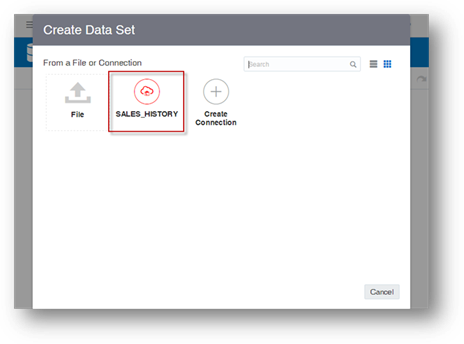 Create Data Set
From a File or Connection
Search
File
SALES_HISTORY
Create
Connection
Cancel